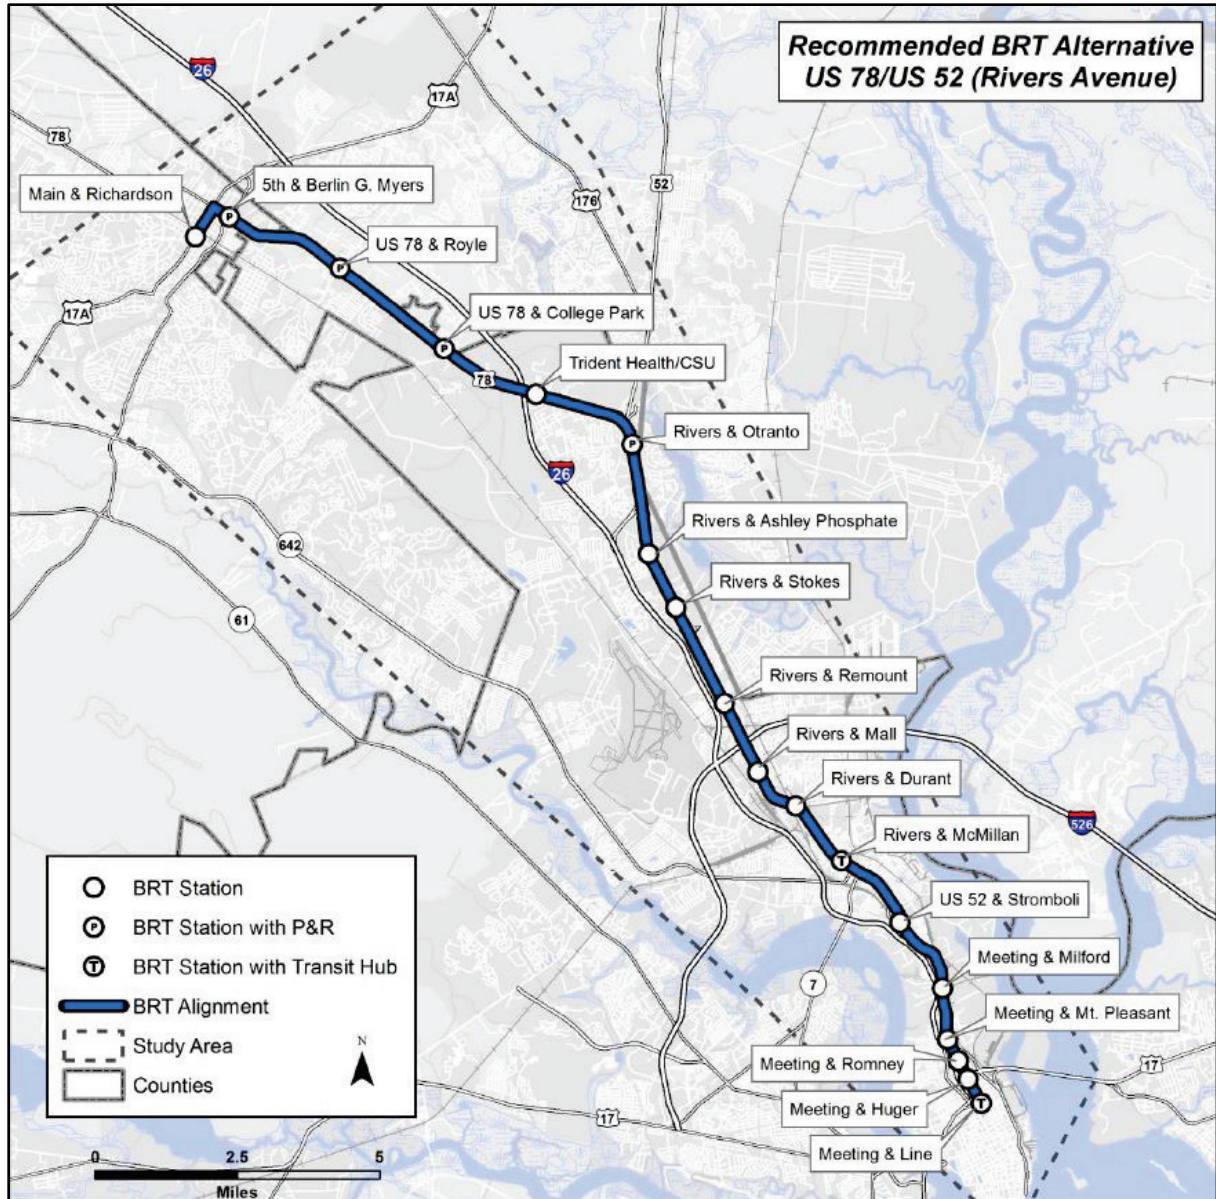 Recommended BRT Alternative
US 78/US 52 (Rivers Avenue)
26
17A
78
5th & Berlin G. Myers
Main & Richardson
52
176
US 78 & Royle
17A
US 78 & College Park
Trident Health/CSU
78
Rivers & Otranto
26
Rivers & Ashley Phosphate
642
Rivers & Stokes
61
Rivers & Remount
Rivers & Mall
Rivers & Durant
526
Rivers & McMillan
US 52 & Stromboli
Meeting & Milford
7
Meeting & Mt. Pleasant
Meeting & Romney
17
Meeting & Huger
17
Meeting & Line
P
P
P
P
T
T
BRT Station
P
BRT Station with P&R
T
BRT Station with Transit Hub
BRT Alignment
Study Area
Counties
N
0 2.5 5
Miles